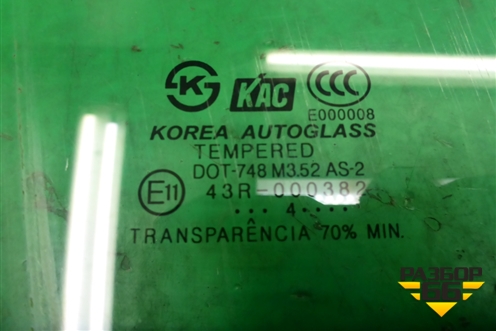 KAC CCC
E000008
KOREA AUTOGLASS
TEMPERED
DOT-748 M3.52 AS-2
E11 43R-000382
... 4.....
TRANSPARÊNCIA 70% MIN.
РАЗБОР
66